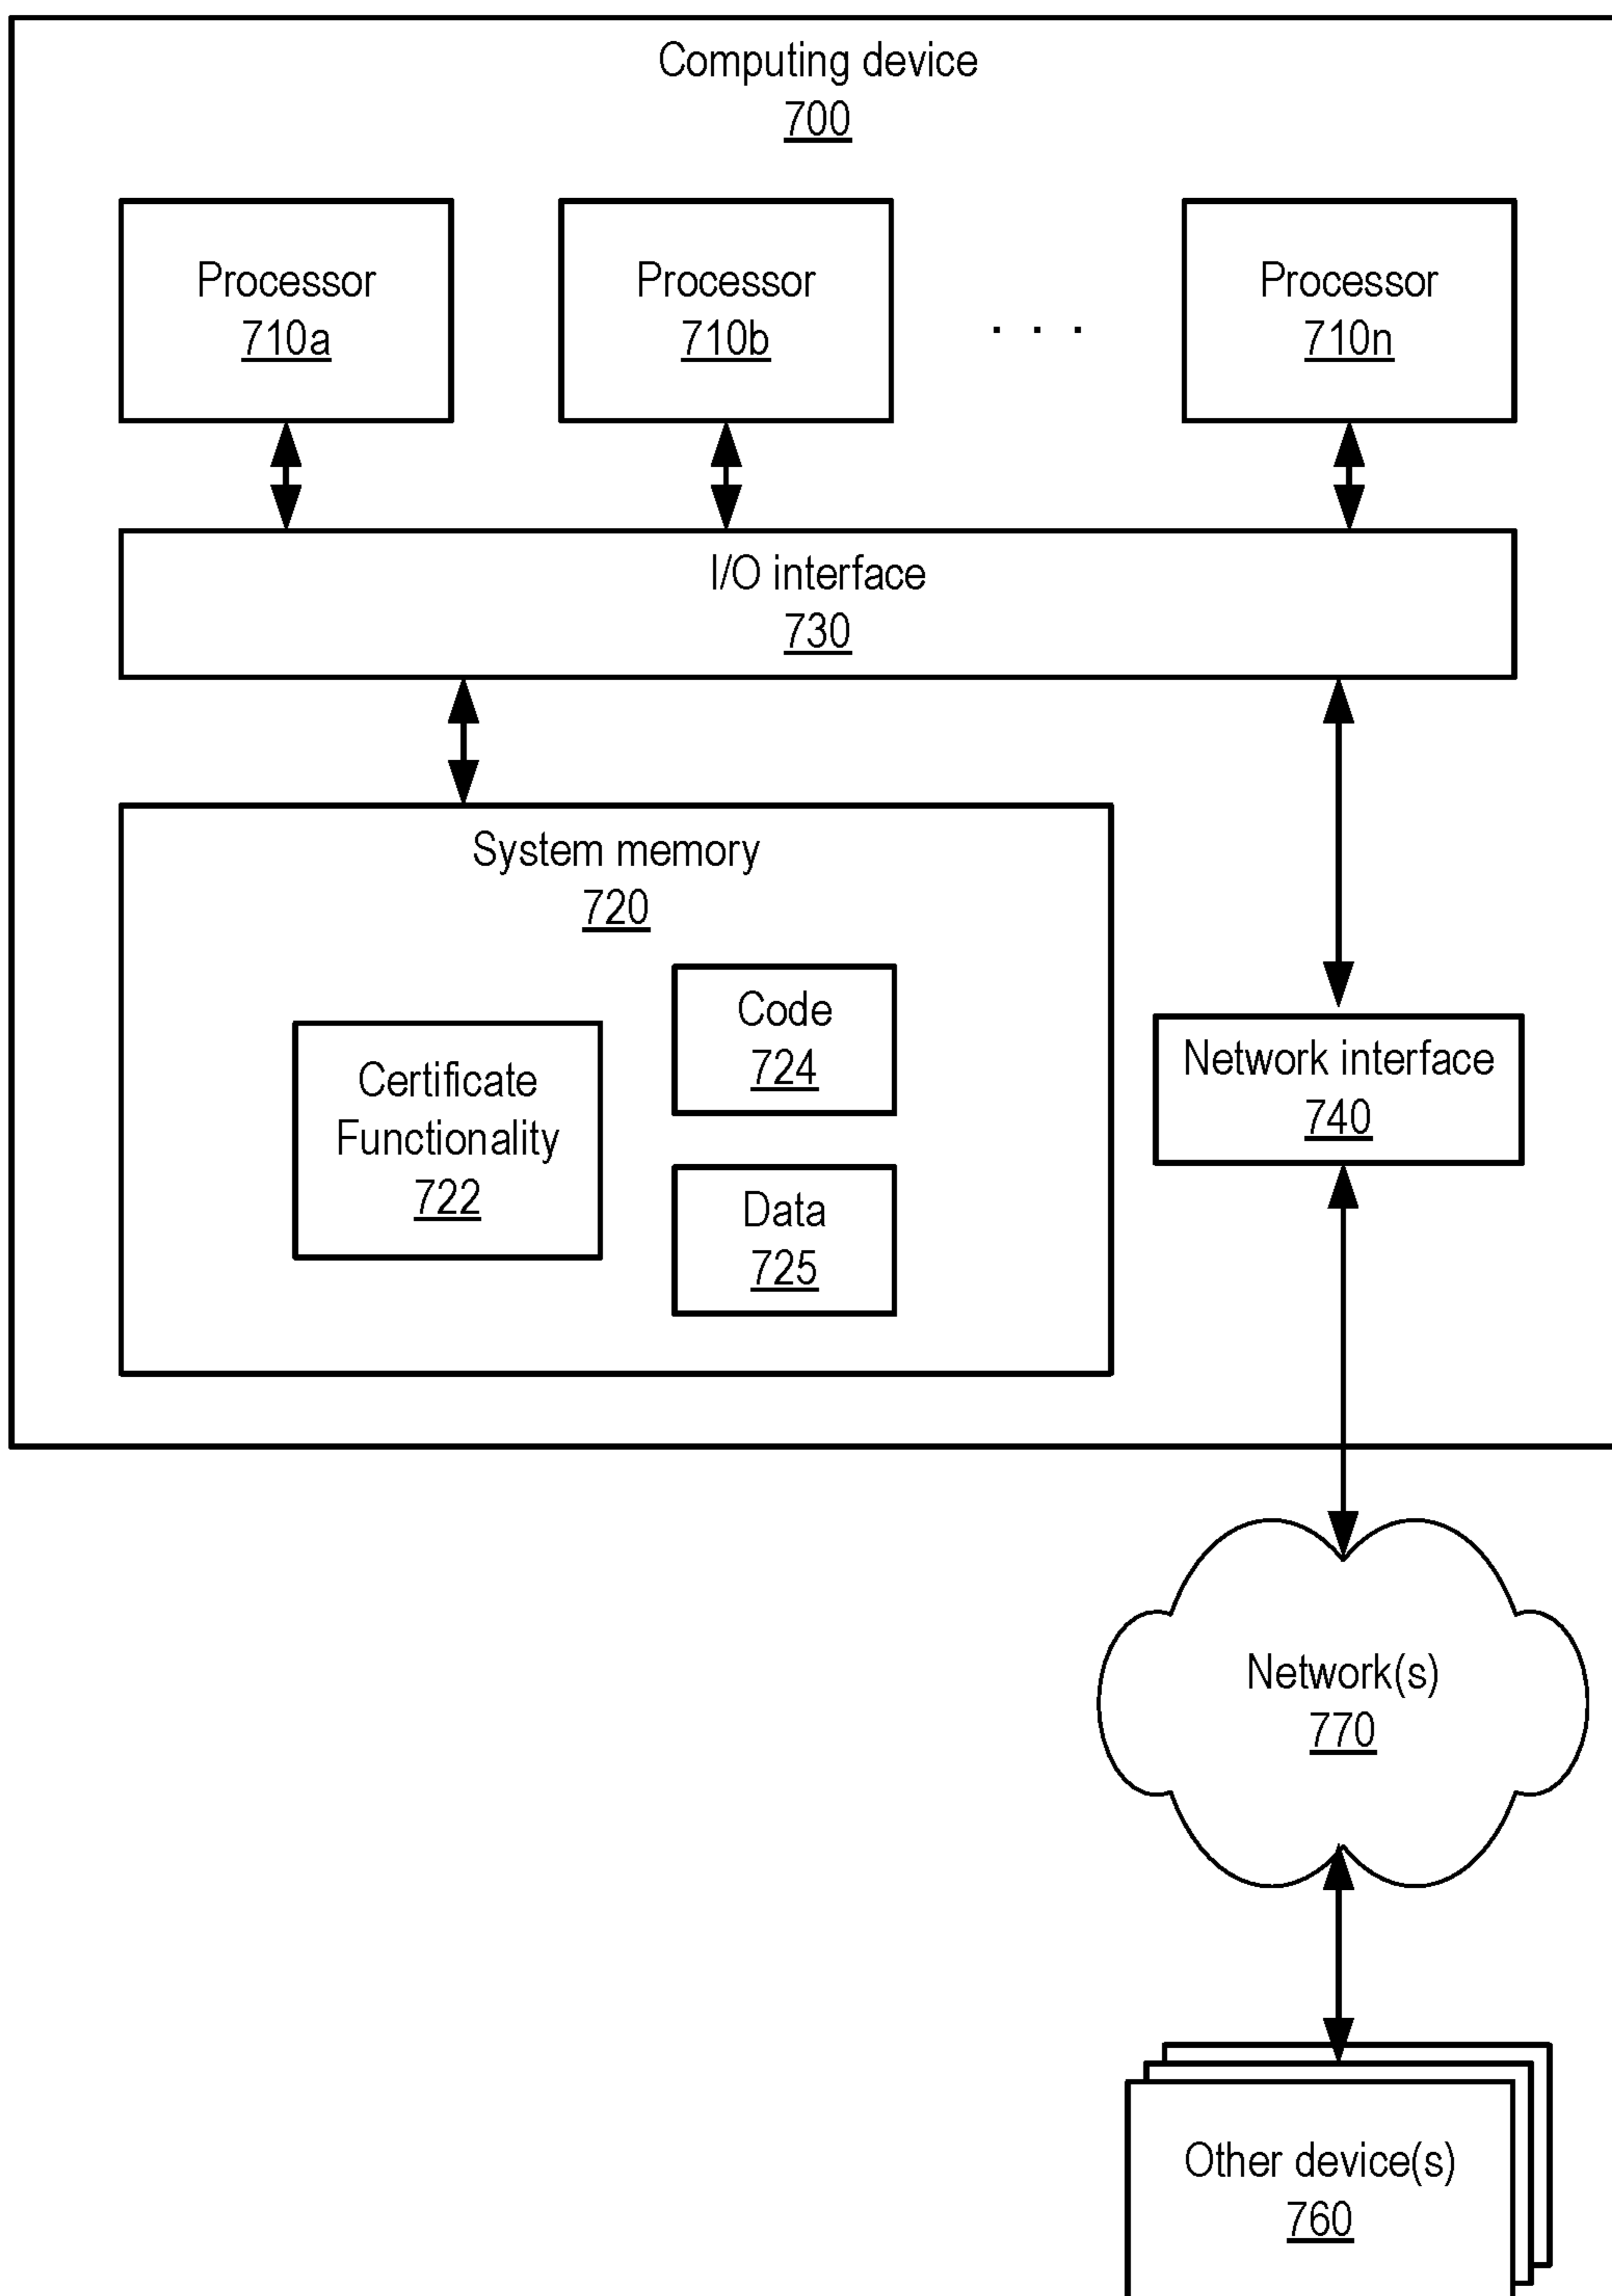 Computing device
700
Processor
710a
Processor
710b
. . .
Processor
710n
I/O interface
730
System memory
720
Certificate
Functionality
722
Code
724
Data
725
Network interface
740
Network(s)
770
Other device(s)
760